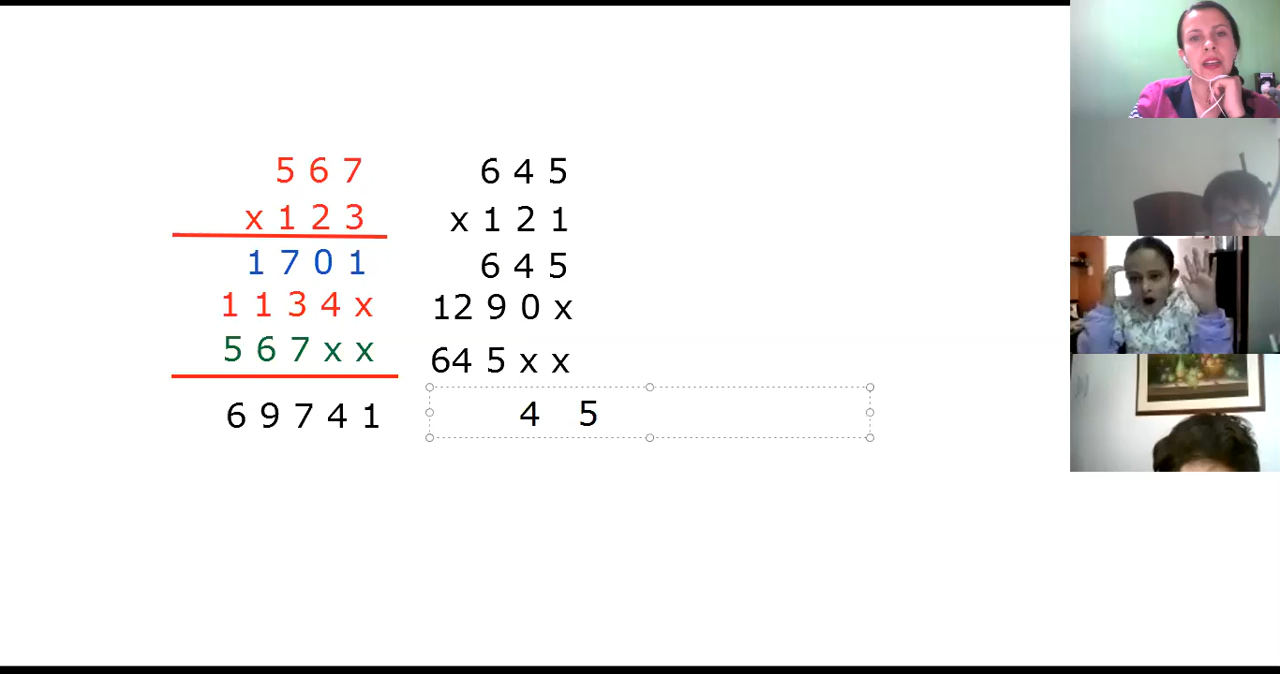 5 6 7
x 1 2 3
1 7 0 1
1 1 3 4 x
5 6 7 x x
6 9 7 4 1
6 4 5
x 1 2 1
6 4 5
12 9 0 x
64 5 x x
4 5